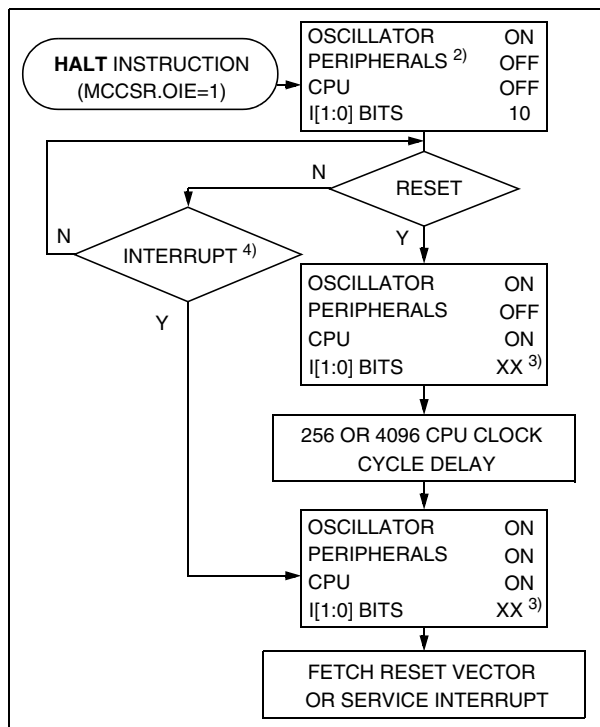 HALT INSTRUCTION
(MCCSR.OIE=1)
OSCILLATOR ON
PERIPHERALS 2) OFF
CPU OFF
I[1:0] BITS 10
RESET
N
Y
INTERRUPT 4)
N
Y
OSCILLATOR ON
PERIPHERALS OFF
CPU ON
I[1:0] BITS XX 3)
256 OR 4096 CPU CLOCK
CYCLE DELAY
OSCILLATOR ON
PERIPHERALS ON
CPU ON
I[1:0] BITS XX 3)
FETCH RESET VECTOR
OR SERVICE INTERRUPT